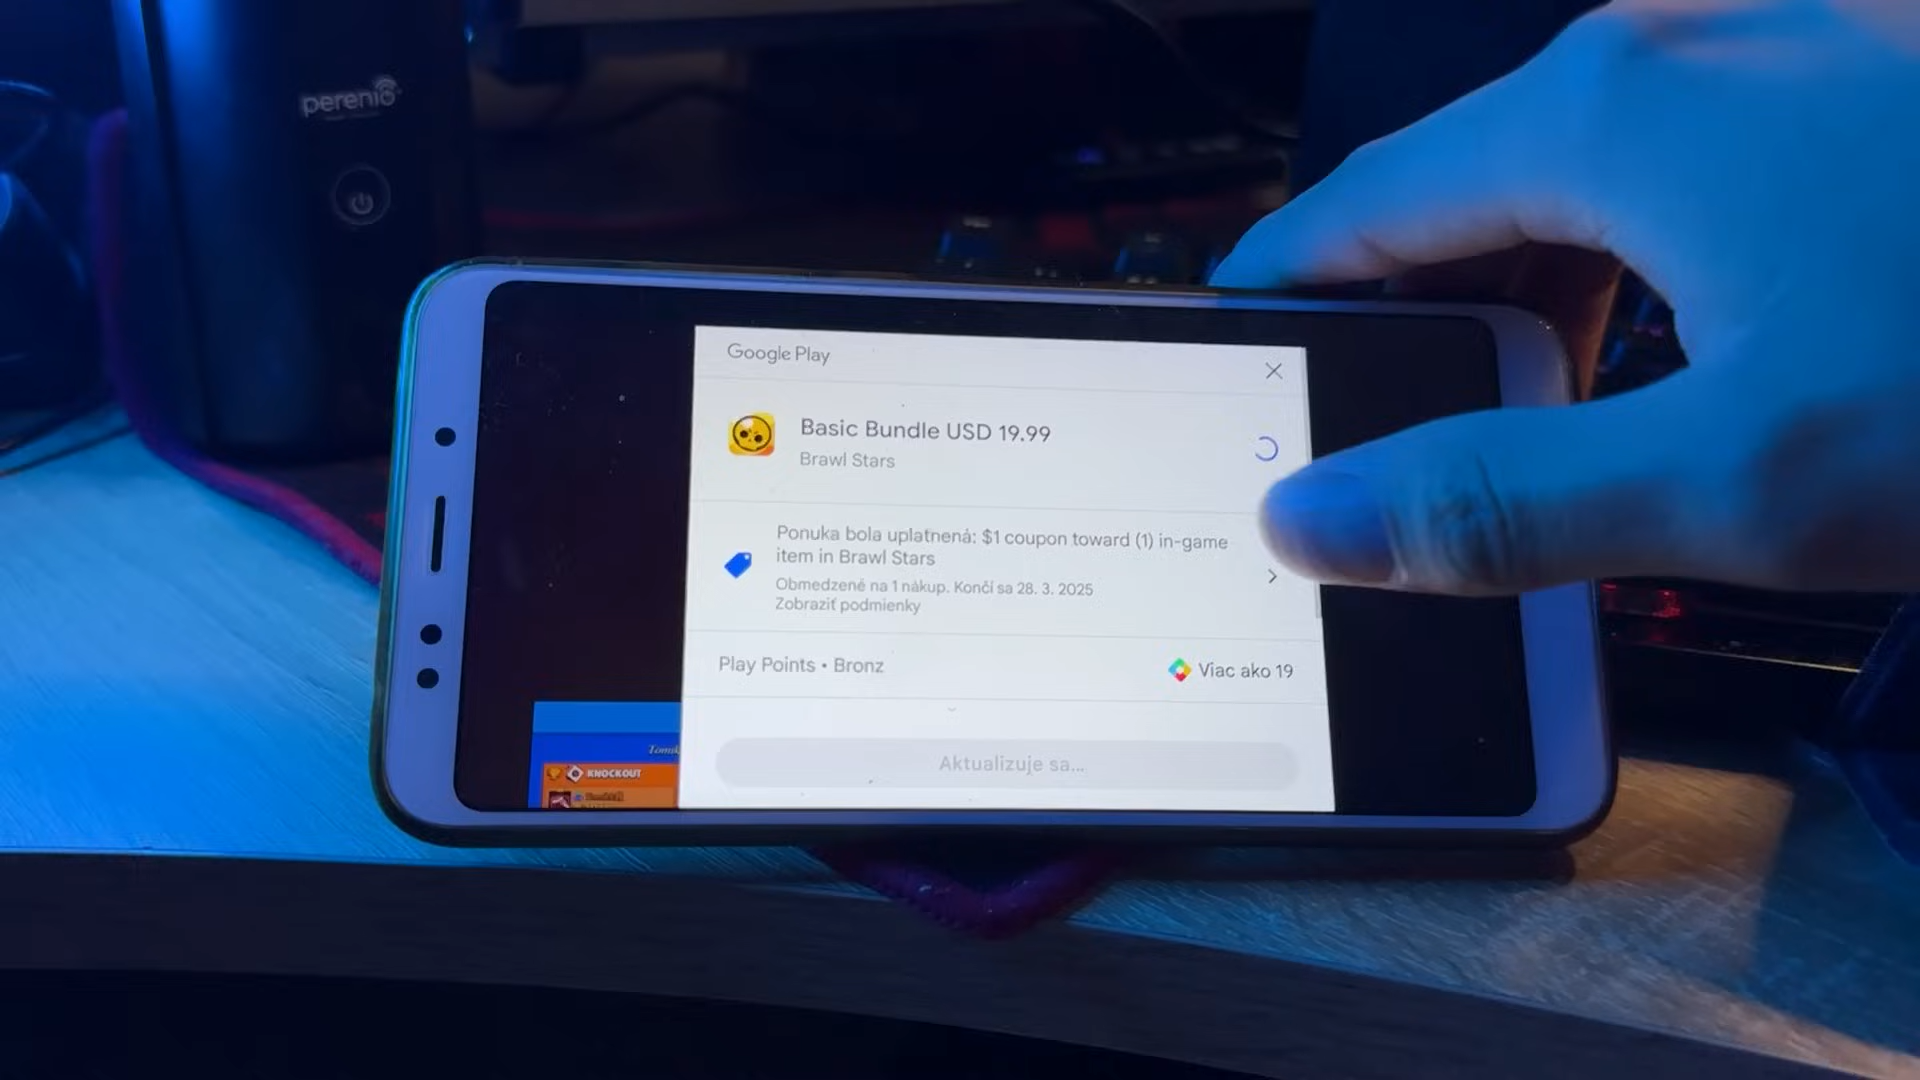 perenio
Google Play
Basic Bundle USD 19.99
Brawl Stars
Ponuka bola uplatnená: $1 coupon toward (1) in-game
item in Brawl Stars
Obmedzené na 1 nákup. Končí sa 28. 3. 2025
Zobraziť podmienky
Play Points • Bronz
Viac ako 19
Aktualizuje sa...
KNOCKOUT